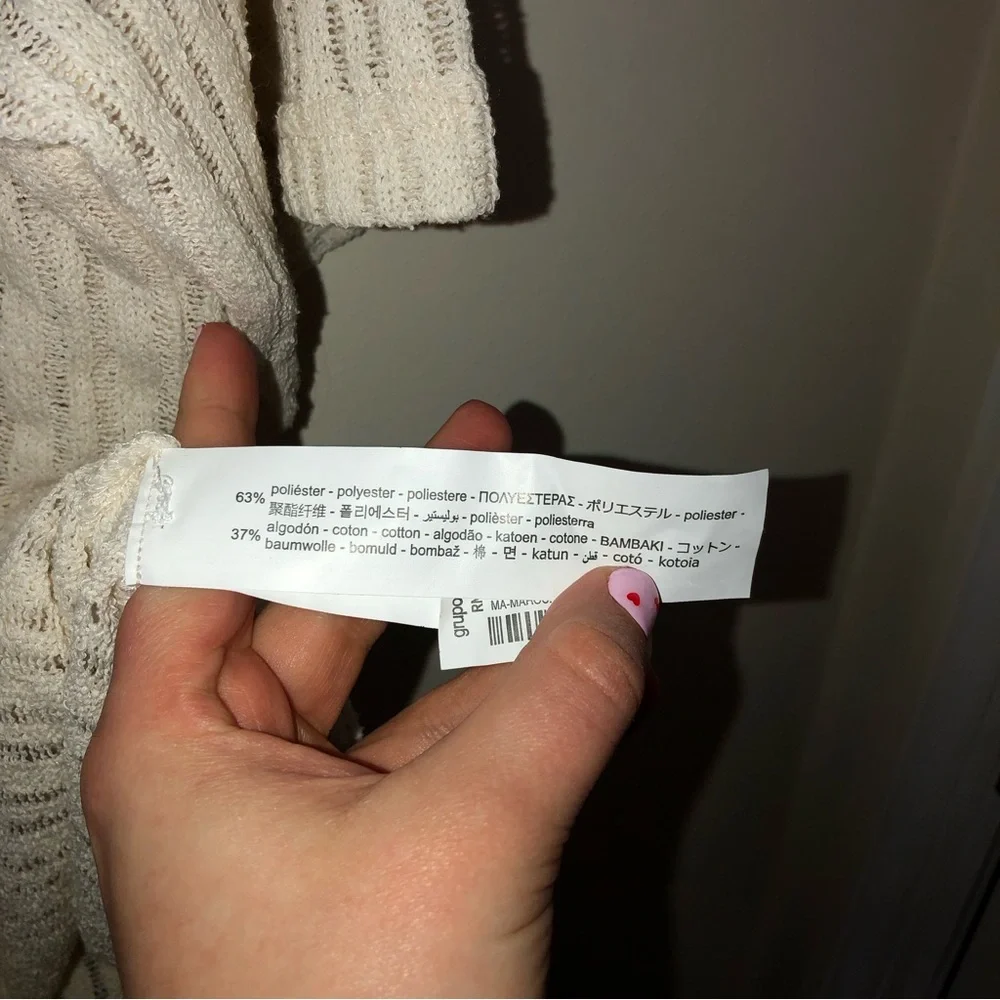 63% poliéster - polyester - poliestere - ΠΟΛΥΕΣΤΕΡΑΣ - ポリエステル - poliester -
聚酯纤维 - 폴리에스터 - بوليستير - polièster - poliesterra
37% algodón - coton - cotton - algodão - katoen - cotone - BAMBAKI - コットン -
baumwolle - bomuld - bombaž - 棉 - 면 - katun - قطن - cotó - kotoia
grupo